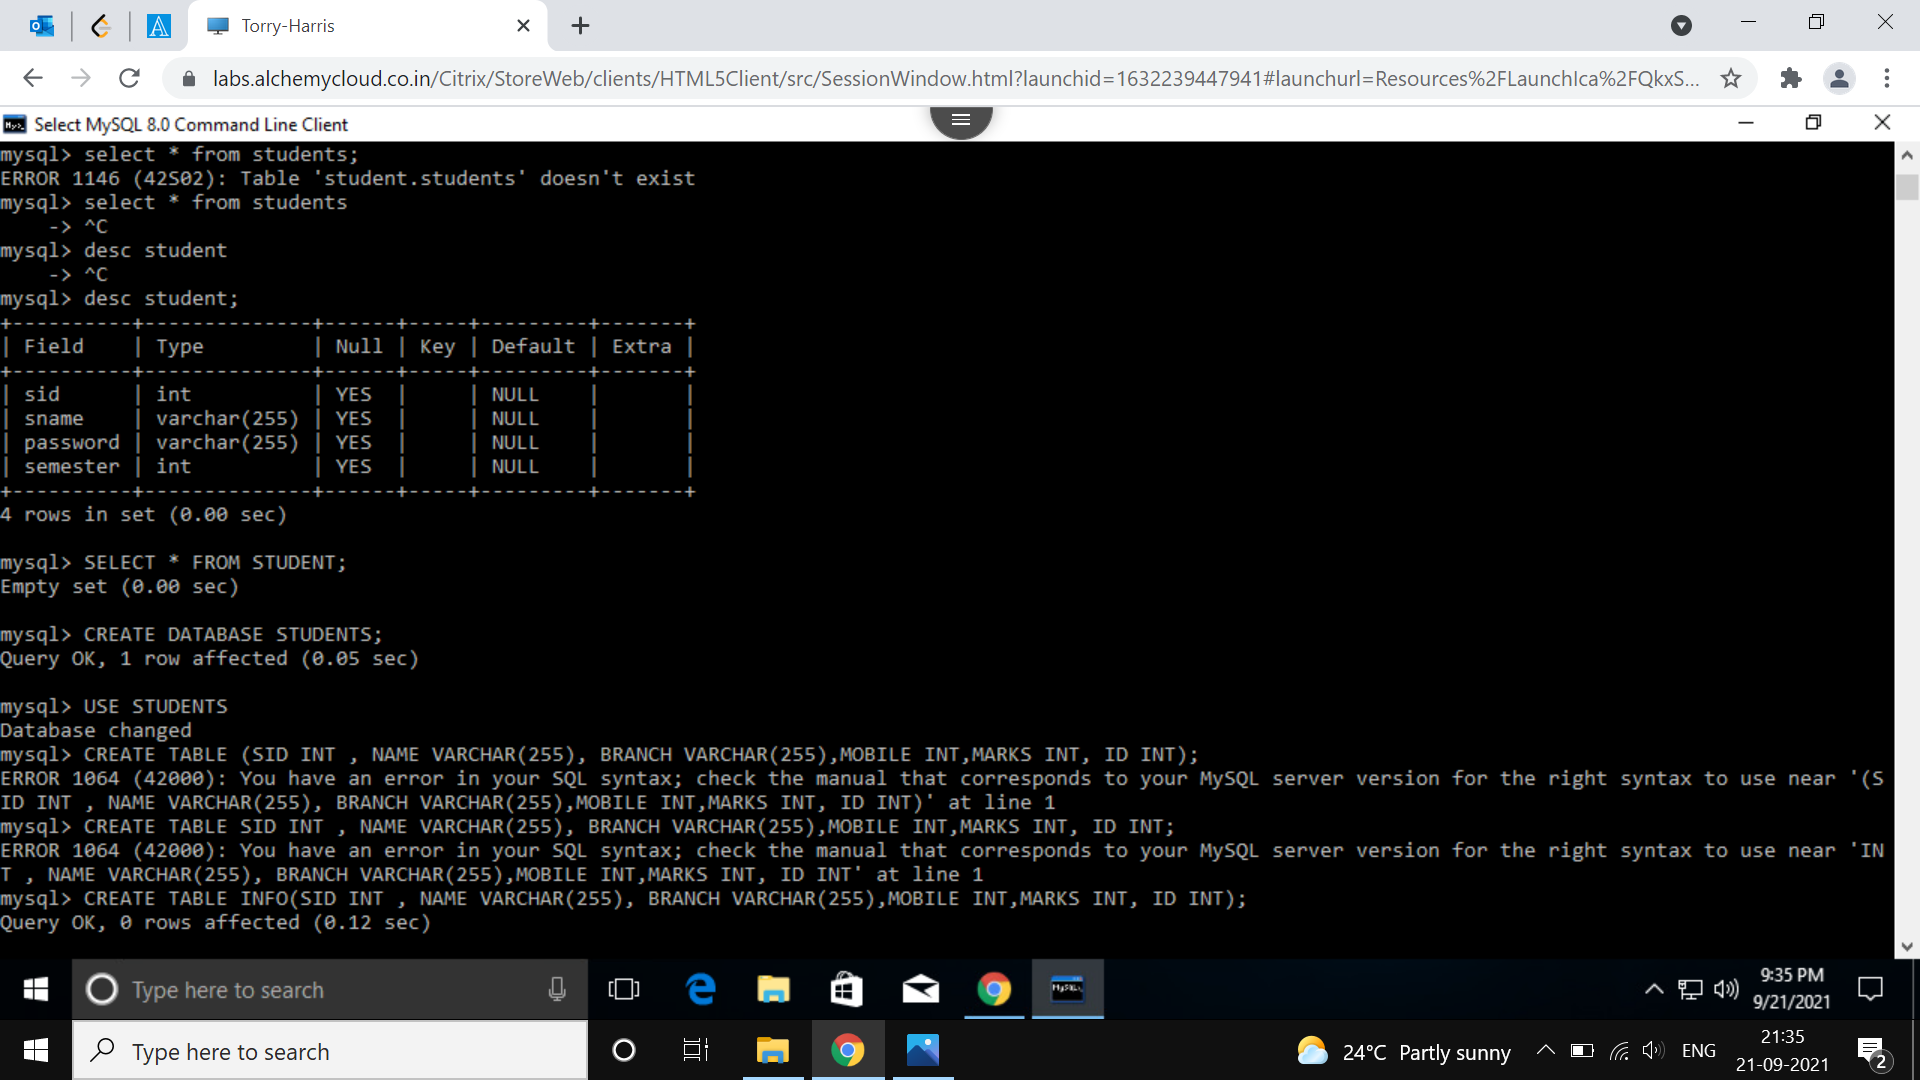 Torry-Harris
labs.alchemycloud.co.in/Citrix/StoreWeb/clients/HTML5Client/src/SessionWindow.html?launchid=1632239447941#launchurl=Resources%2FLaunchIca%2FQkxS...
Select MySQL 8.0 Command Line Client
mysql> select * from students;
ERROR 1146 (42S02): Table 'student.students' doesn't exist
mysql> select * from students
    -> ^C
mysql> desc student
    -> ^C
mysql> desc student;
+----------+--------------+------+-----+---------+-------+
| Field    | Type         | Null | Key | Default | Extra |
+----------+--------------+------+-----+---------+-------+
| sid      | int          | YES  |     | NULL    |       |
| sname    | varchar(255) | YES  |     | NULL    |       |
| password | varchar(255) | YES  |     | NULL    |       |
| semester | int          | YES  |     | NULL    |       |
+----------+--------------+------+-----+---------+-------+
4 rows in set (0.00 sec)
mysql> SELECT * FROM STUDENT;
Empty set (0.00 sec)
mysql> CREATE DATABASE STUDENTS;
Query OK, 1 row affected (0.05 sec)
mysql> USE STUDENTS
Database changed
mysql> CREATE TABLE (SID INT , NAME VARCHAR(255), BRANCH VARCHAR(255),MOBILE INT,MARKS INT, ID INT);
ERROR 1064 (42000): You have an error in your SQL syntax; check the manual that corresponds to your MySQL server version for the right syntax to use near '(S
ID INT , NAME VARCHAR(255), BRANCH VARCHAR(255),MOBILE INT,MARKS INT, ID INT)' at line 1
mysql> CREATE TABLE SID INT , NAME VARCHAR(255), BRANCH VARCHAR(255),MOBILE INT,MARKS INT, ID INT;
ERROR 1064 (42000): You have an error in your SQL syntax; check the manual that corresponds to your MySQL server version for the right syntax to use near 'IN
T , NAME VARCHAR(255), BRANCH VARCHAR(255),MOBILE INT,MARKS INT, ID INT' at line 1
mysql> CREATE TABLE INFO(SID INT , NAME VARCHAR(255), BRANCH VARCHAR(255),MOBILE INT,MARKS INT, ID INT);
Query OK, 0 rows affected (0.12 sec)
Type here to search
9:35 PM
9/21/2021
Type here to search
24°C Partly sunny
ENG
21:35
21-09-2021
2